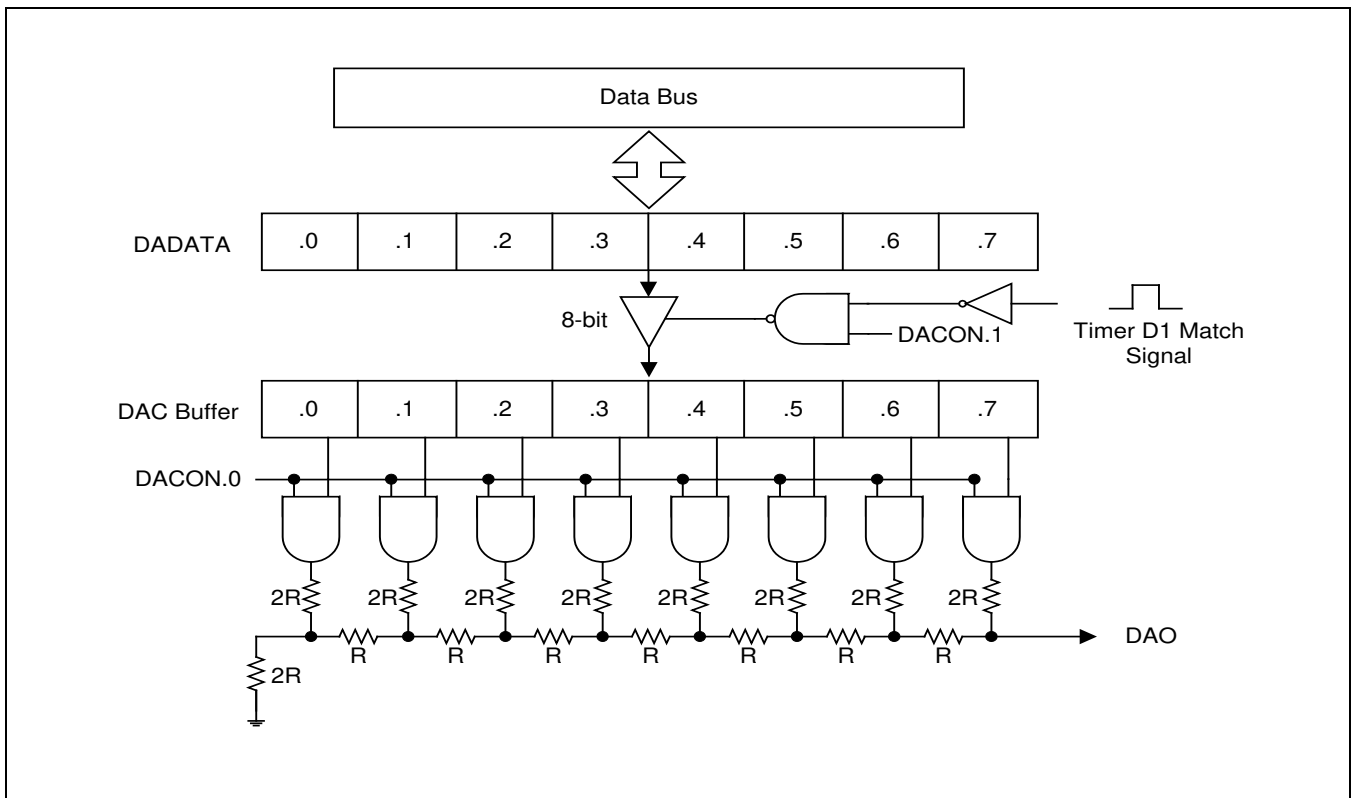 Data Bus
DADATA .0 .1 .2 .3 .4 .5 .6 .7
8-bit
DACON.1
Timer D1 Match
Signal
DAC Buffer .0 .1 .2 .3 .4 .5 .6 .7
DACON.0
2R 2R 2R 2R 2R 2R 2R 2R
DAO
R R R R R R R
2R